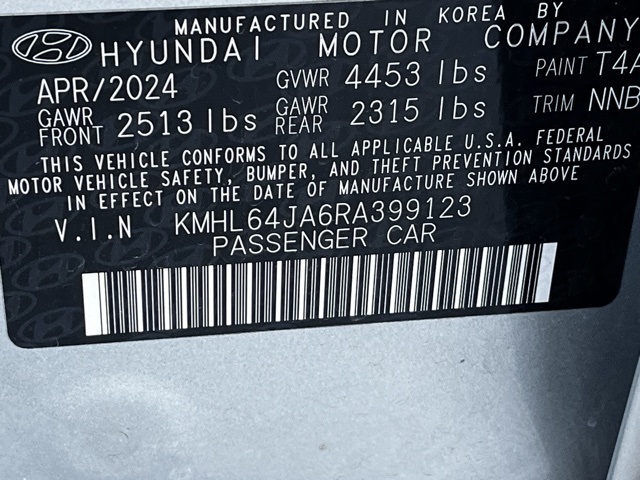 MANUFACTURED IN KOREA BY
HYUNDAI MOTOR COMPANY
APR/2024 GVWR 4453 lbs PAINT T4A
GAWR FRONT 2513 lbs GAWR REAR 2315 lbs TRIM NNB
THIS VEHICLE CONFORMS TO ALL APPLICABLE U.S.A. FEDERAL
MOTOR VEHICLE SAFETY, BUMPER, AND THEFT PREVENTION STANDARDS
IN EFFECT ON THE DATE OF MANUFACTURE SHOWN ABOVE
V.I.N KMHL64JA6RA399123
PASSENGER CAR